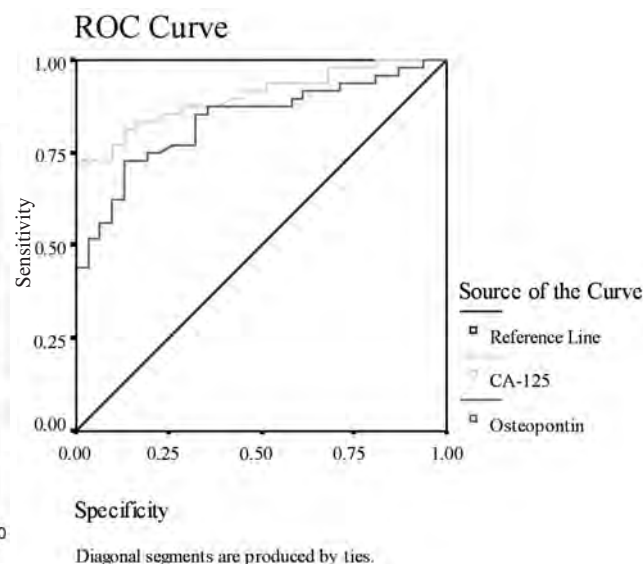 ROC Curve
1.00
0.75
0.50
0.25
0.00
Sensitivity
0.00 0.25 0.50 0.75 1.00
Source of the Curve
Reference Line
CA-125
Osteopontin
Specificity
0
Diagonal segments are produced by ties.